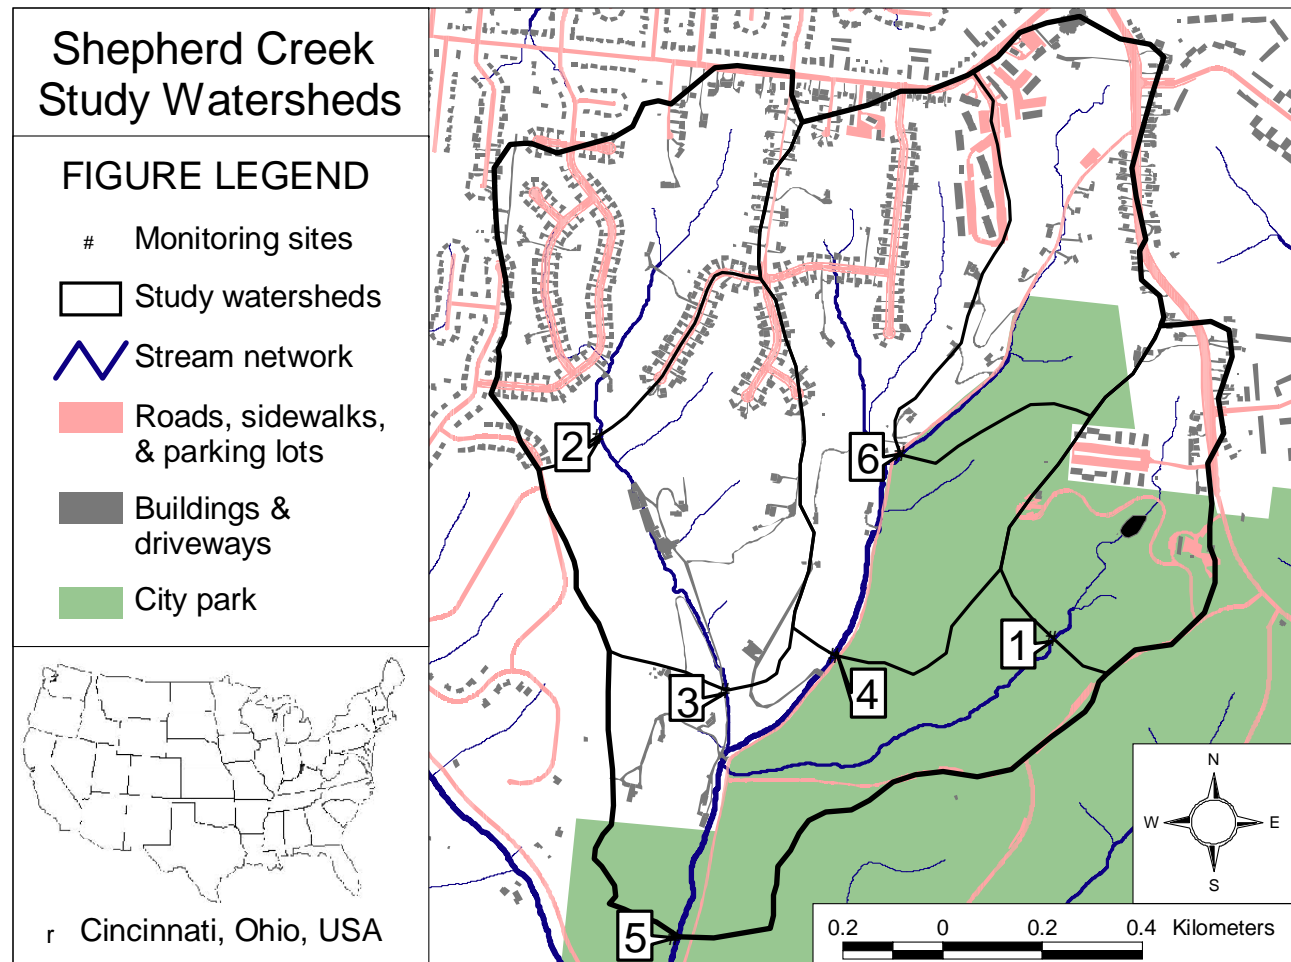 Shepherd Creek
Study Watersheds
FIGURE LEGEND
# Monitoring sites
Study watersheds
Stream network
Roads, sidewalks,
& parking lots
Buildings &
driveways
City park
r Cincinnati, Ohio, USA
2
6
1
3
4
5
N
W E
S
0.2 0 0.2 0.4 Kilometers